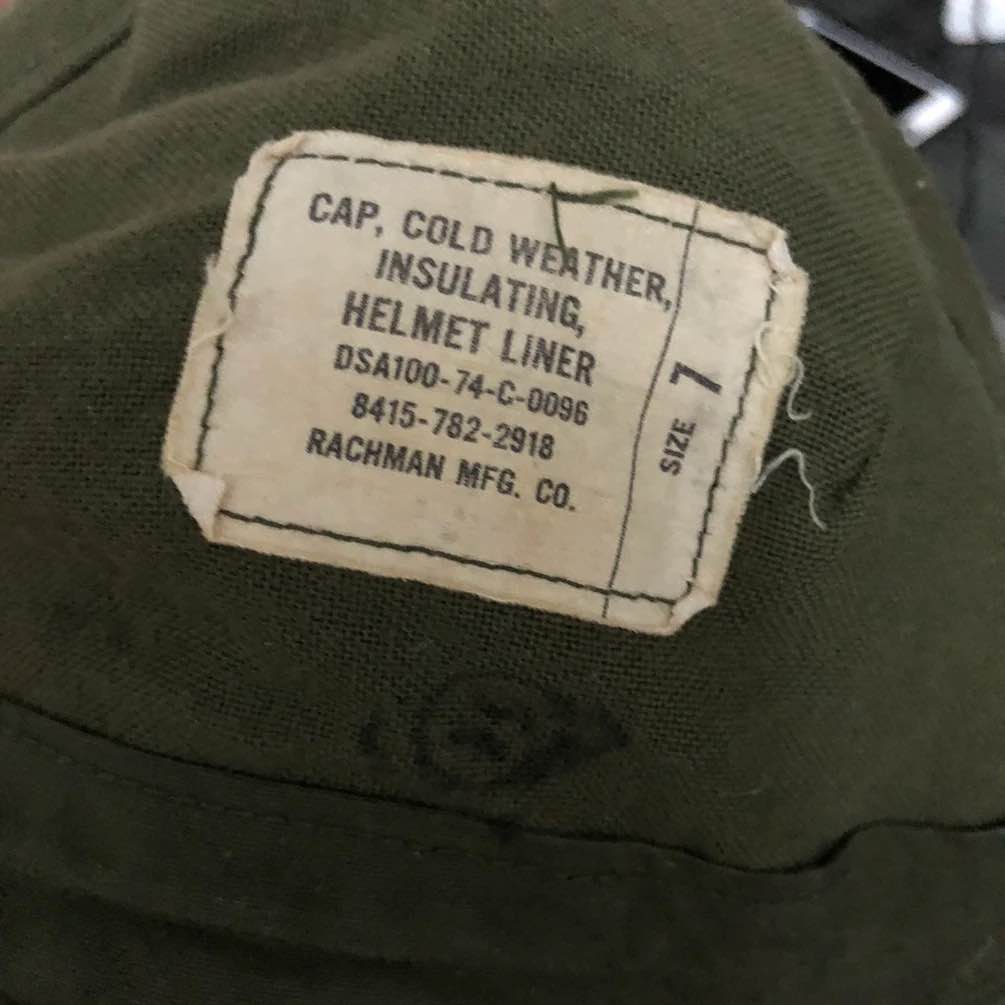 CAP, COLD WEATHER,
INSULATING,
HELMET LINER
DSA100-74-C-0096
8415-782-2918
RACHMAN MFG. CO.
SIZE 7